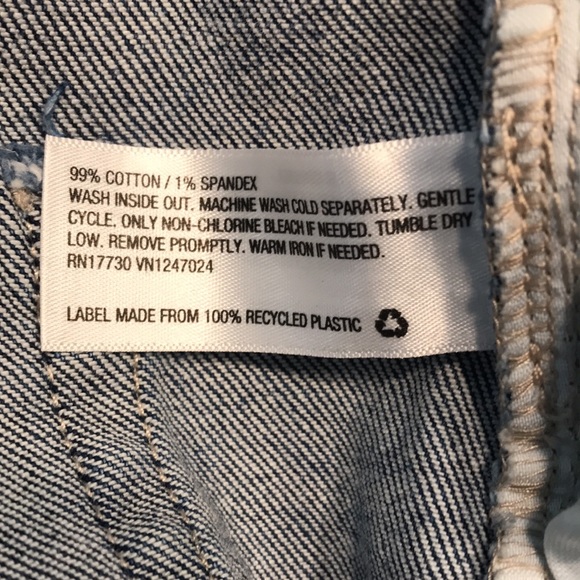 99% COTTON / 1% SPANDEX
WASH INSIDE OUT. MACHINE WASH COLD SEPARATELY. GENTLE
CYCLE. ONLY NON-CHLORINE BLEACH IF NEEDED. TUMBLE DRY
LOW. REMOVE PROMPTLY. WARM IRON IF NEEDED.
RN17730 VN1247024
LABEL MADE FROM 100% RECYCLED PLASTIC